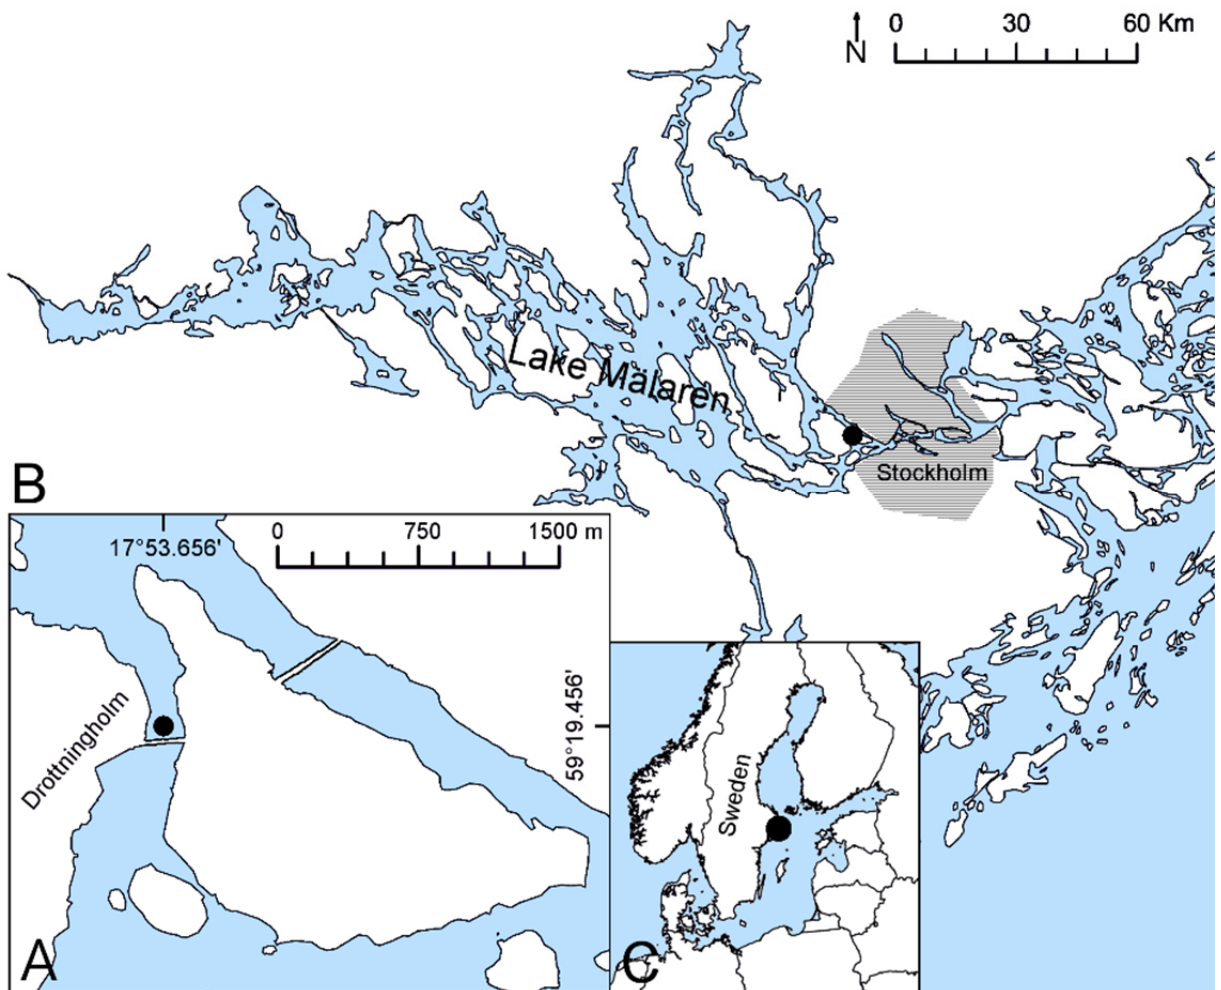 0 30 60 Km
N
Lake Mälaren
Stockholm
B
17°53.656'
0 750 1500 m
59°19.456'
Drottningholm
A
Sweden
C